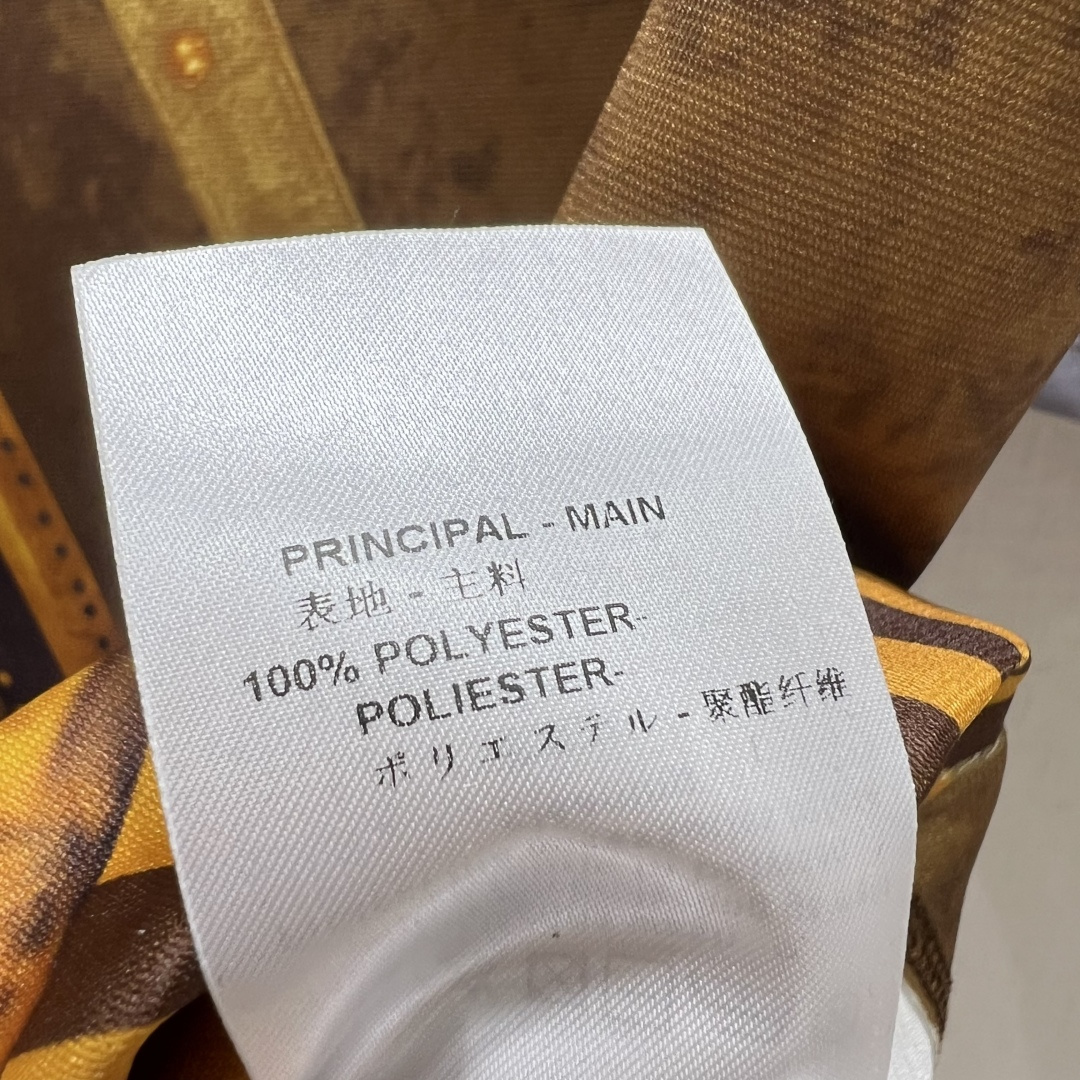 PRINCIPAL - MAIN
表地 - 主料
100% POLYESTER-
POLIESTER-
ポリエステル - 聚酯纤维